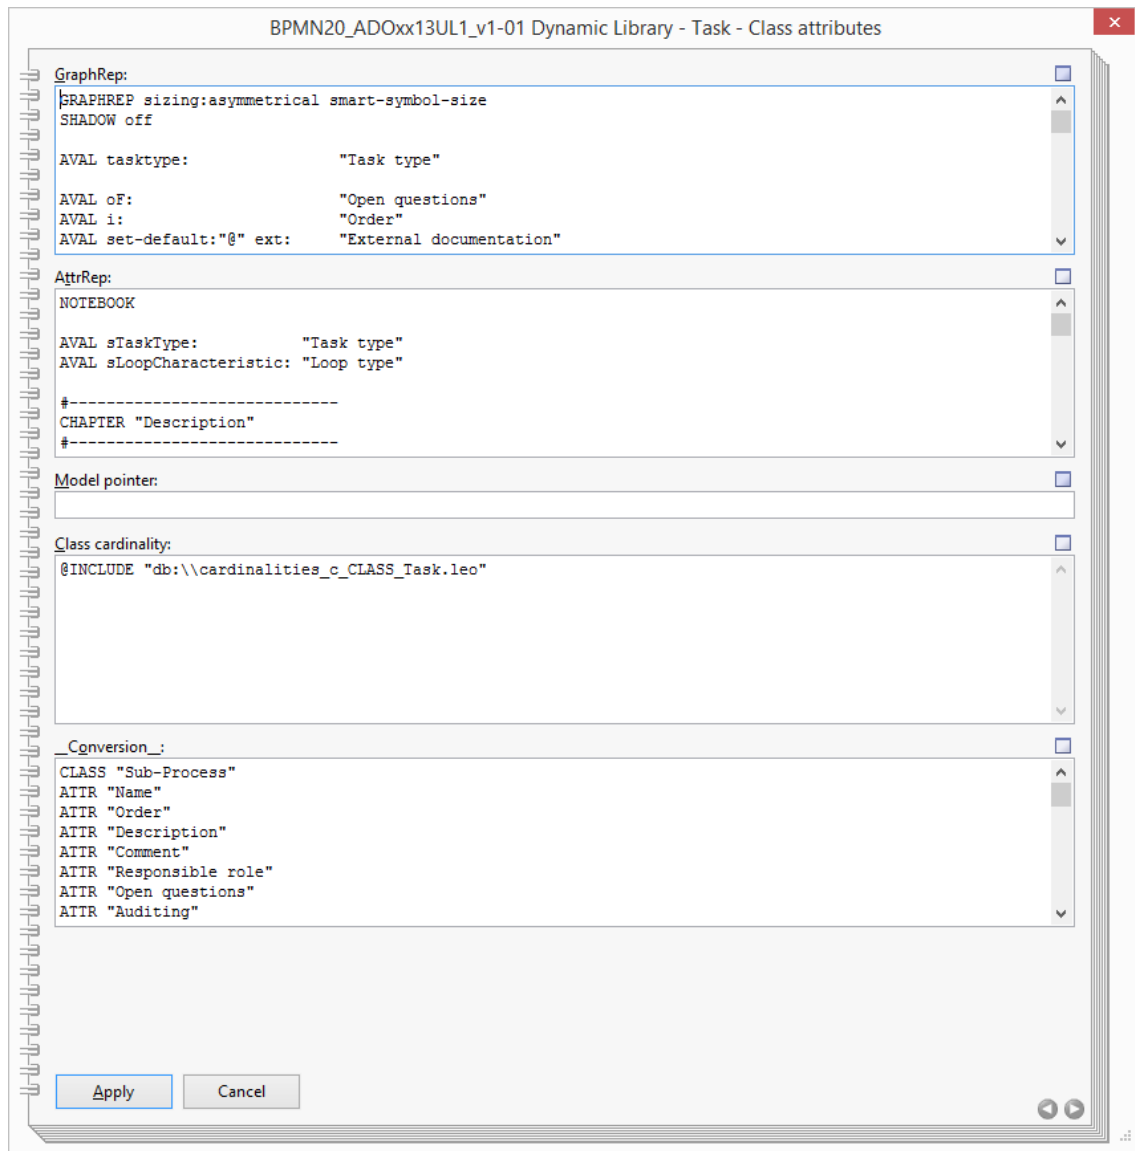 BPMN20_ADOxx13UL1_v1-01 Dynamic Library - Task - Class attributes
GraphRep:
GRAPHREP sizing:asymmetrical smart-symbol-size
SHADOW off
AVAL tasktype: "Task type"
AVAL oF: "Open questions"
AVAL i: "Order"
AVAL set-default:"@" ext: "External documentation"
AttrRep:
NOTEBOOK
AVAL sTaskType: "Task type"
AVAL sLoopCharacteristic: "Loop type"
#-----------------------------
CHAPTER "Description"
#-----------------------------
Model pointer:
Class cardinality:
@INCLUDE "db:\\cardinalities_c_CLASS_Task.leo"
__Conversion__:
CLASS "Sub-Process"
ATTR "Name"
ATTR "Order"
ATTR "Description"
ATTR "Comment"
ATTR "Responsible role"
ATTR "Open questions"
ATTR "Auditing"
Apply Cancel